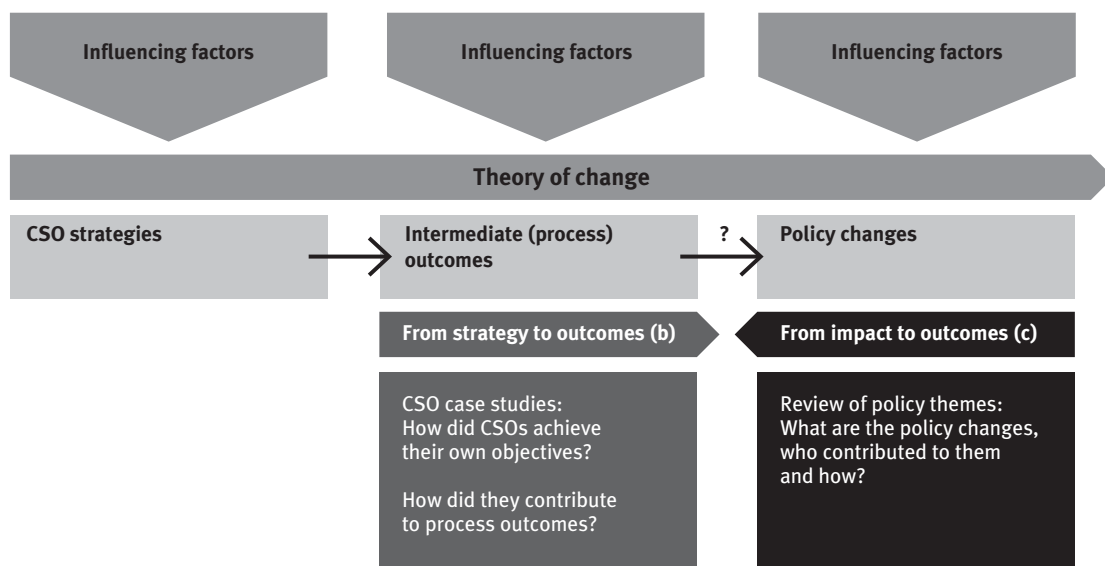 Influencing factors
Influencing factors
Influencing factors
Theory of change
CSO strategies
Intermediate (process)
outcomes
?
Policy changes
From strategy to outcomes (b)
From impact to outcomes (c)
CSO case studies:
How did CSOs achieve
their own objectives?
How did they contribute
to process outcomes?
Review of policy themes:
What are the policy changes,
who contributed to them
and how?